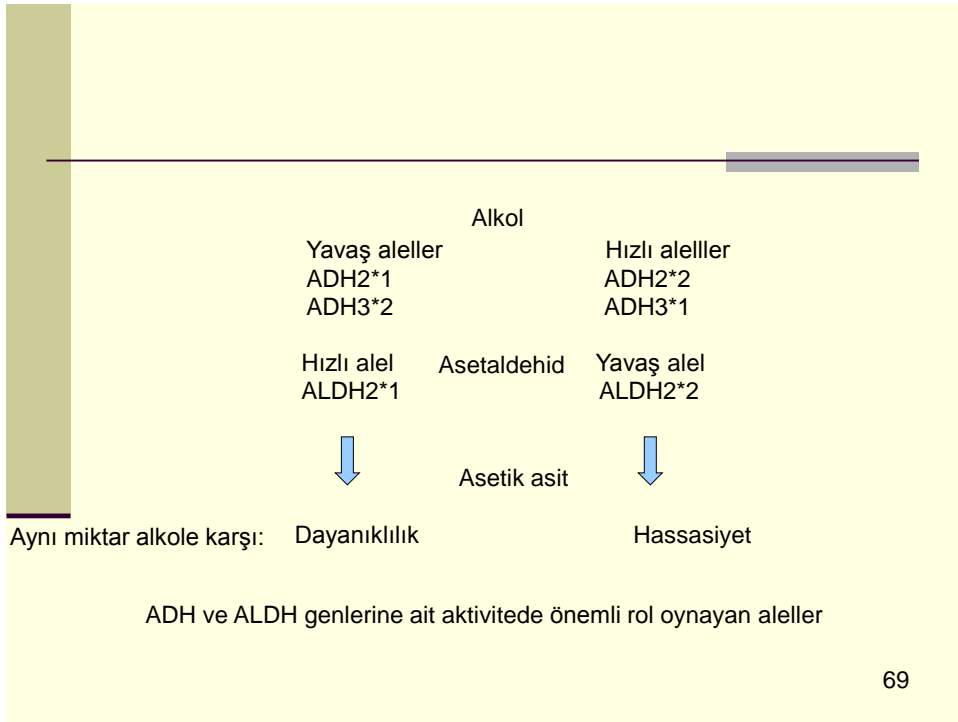 Alkol
Yavaş aleller Hızlı alelller
ADH2*1 ADH2*2
ADH3*2 ADH3*1
Hızlı alel Asetaldehid Yavaş alel
ALDH2*1 ALDH2*2
Asetik asit
Aynı miktar alkole karşı: Dayanıklılık Hassasiyet
ADH ve ALDH genlerine ait aktivitede önemli rol oynayan aleller
69